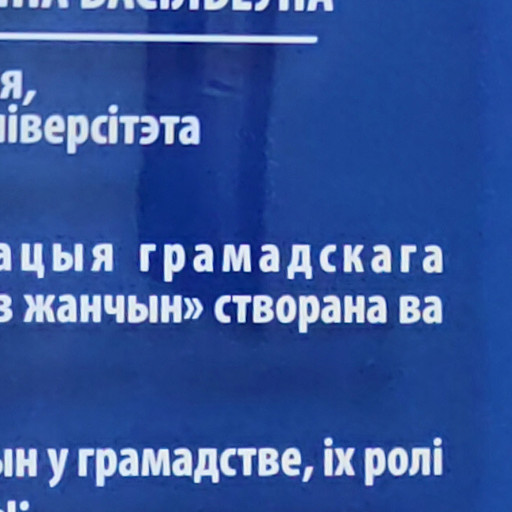 я,
ніверсітэта
ацыя грамадскага
з жанчын» створана ва
ын у грамадстве, іх ролі